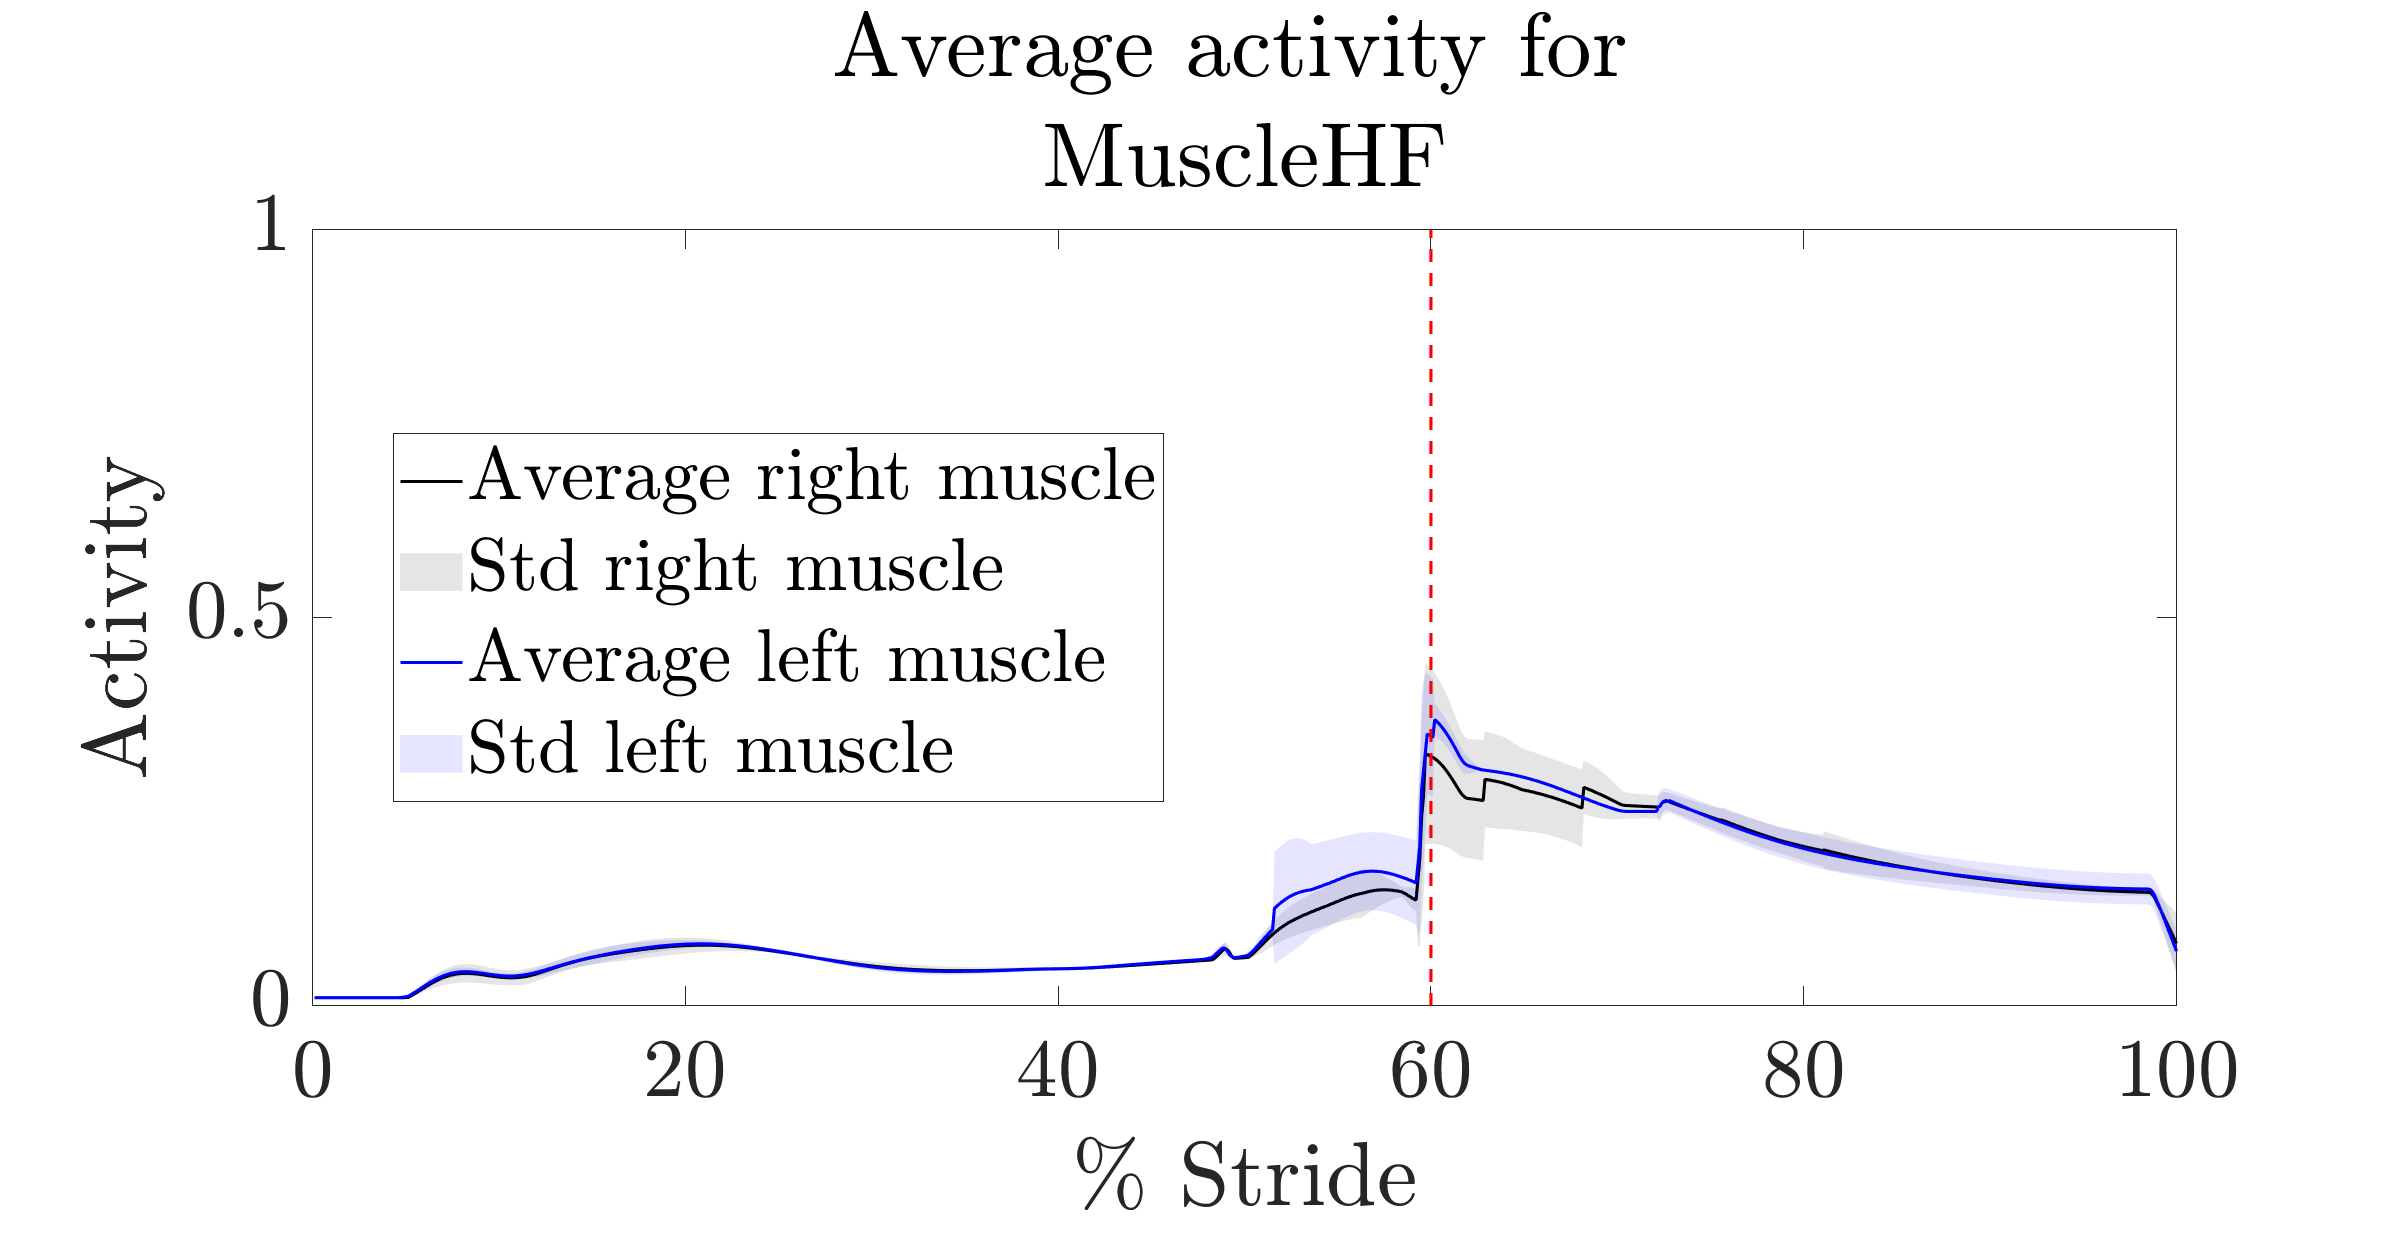 Average activity for
MuscleHF
1
0.5
0
Activity
Average right muscle
Std right muscle
Average left muscle
Std left muscle
0 20 40 60 80 100
% Stride